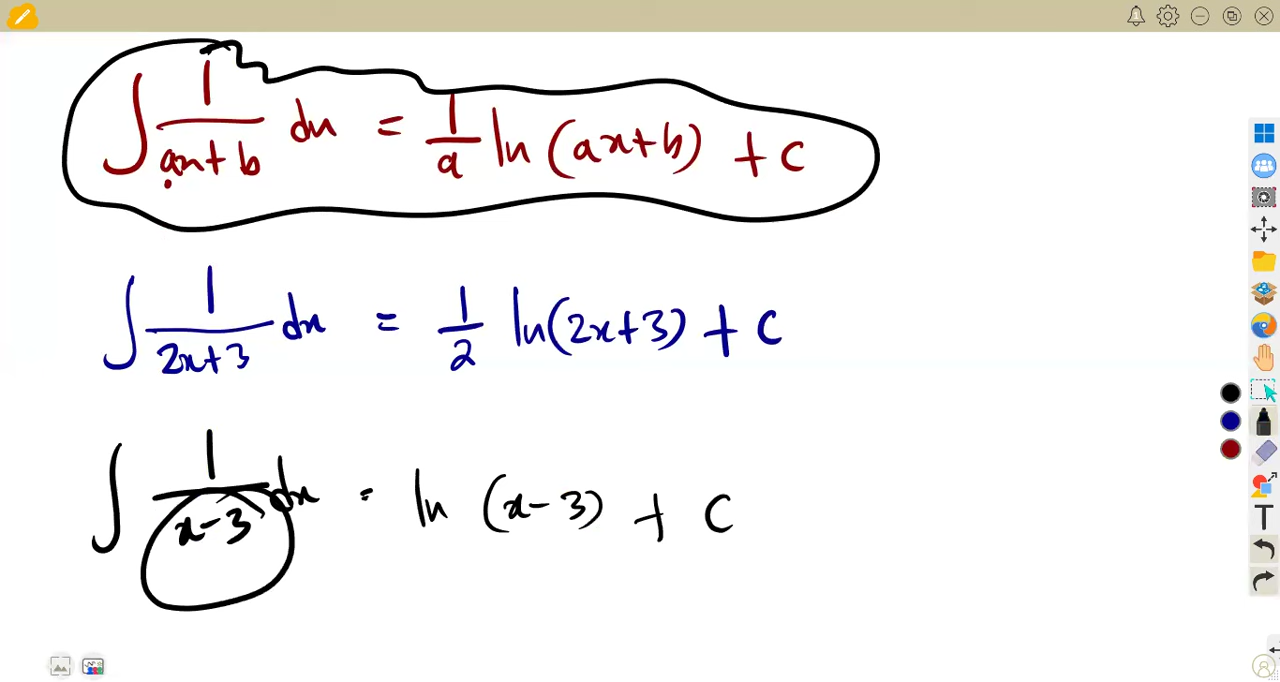 ∫ 1/(ax+b) dx = 1/a ln(ax+b) + c
∫ 1/(2x+3) dx = 1/2 ln(2x+3) + c
∫ 1/(x-3) dx = ln (x-3) + c
T